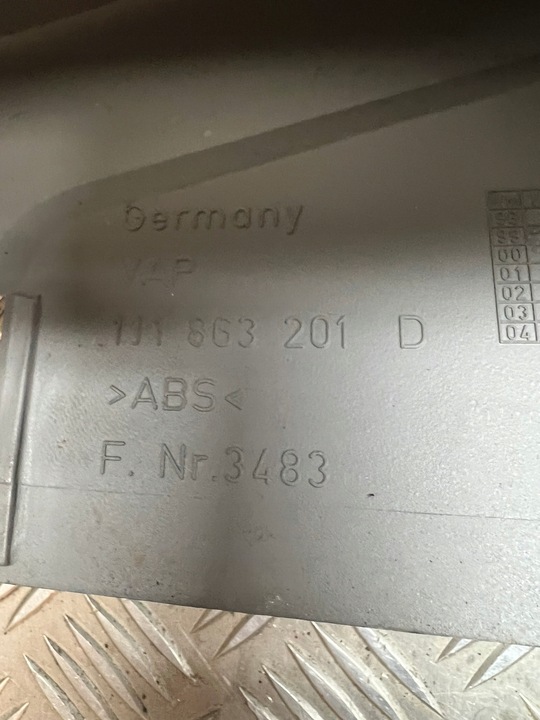 Germany
VAP
1J1 863 201 D
>ABS<
F. Nr.3483
00
01
02
03
04